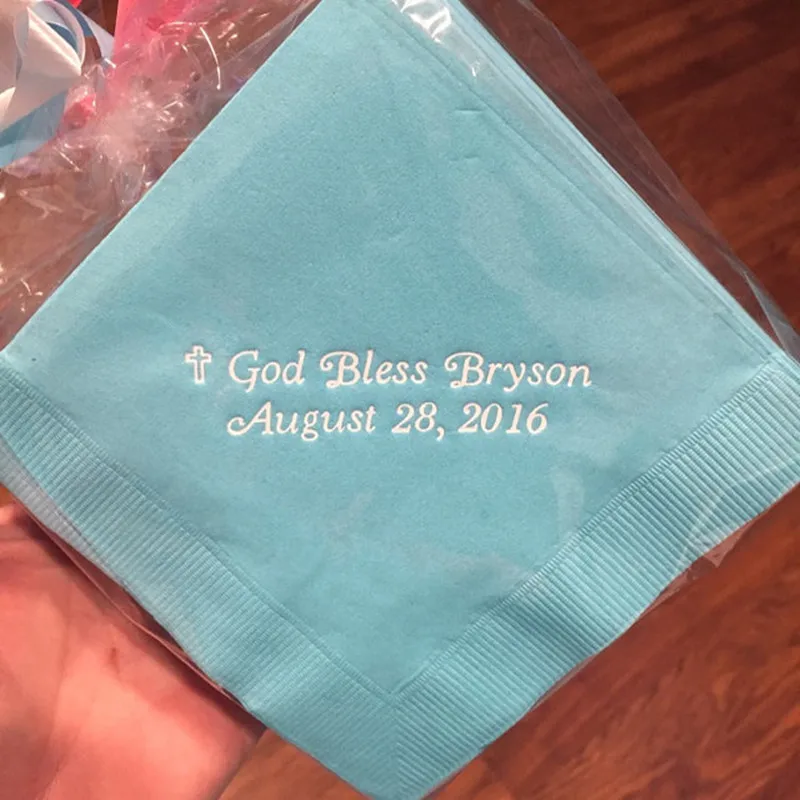 ✞ God Bless Bryson
August 28, 2016